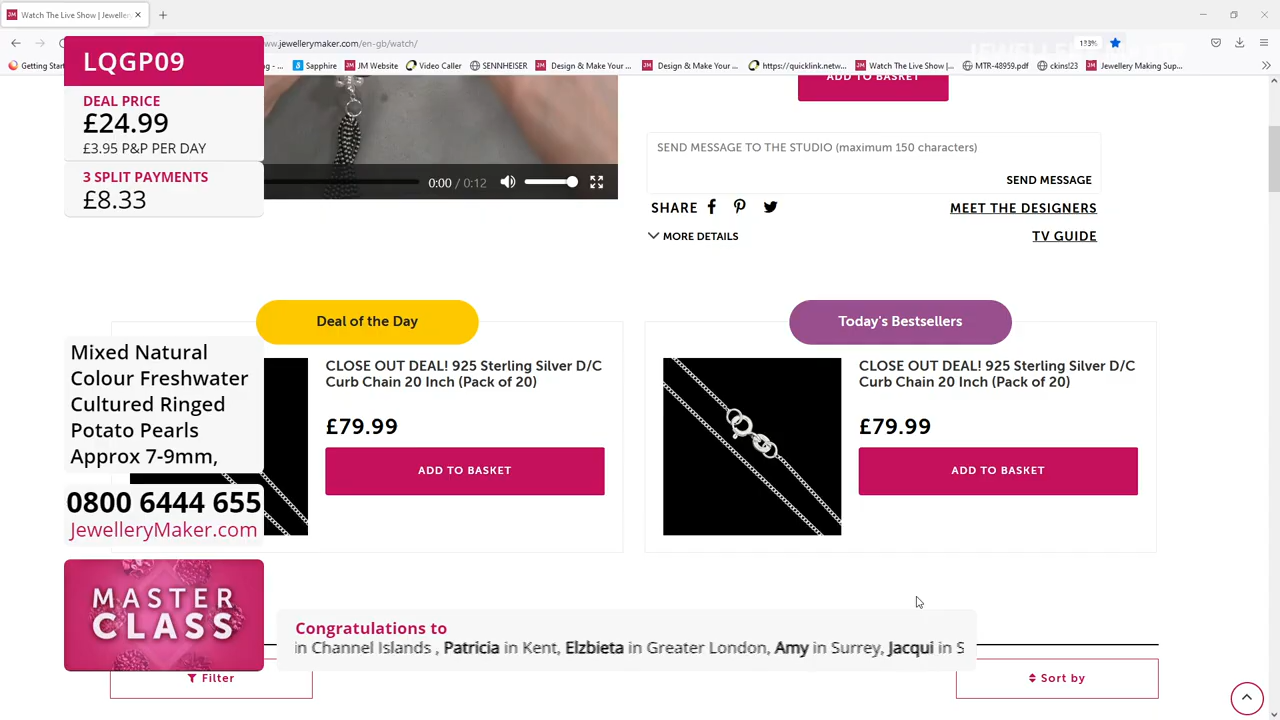 Watch The Live Show | Jeweller
ww.jewellerymaker.com/en-gb/watch/
133%
Getting Start
Sapphire
JM Website
Video Caller
SENNHEISER
Design & Make Your ...
Design & Make Your ...
https://quicklink.netw...
Watch The Live Show |...
MTR-48959.pdf
ckins!23
Jewellery Making Sup...
LQGP09
DEAL PRICE
£24.99
£3.95 P&P PER DAY
3 SPLIT PAYMENTS
£8.33
0:00 / 0:12
ADD TO BASKET
SEND MESSAGE TO THE STUDIO (maximum 150 characters)
SEND MESSAGE
SHARE
MEET THE DESIGNERS
MORE DETAILS
TV GUIDE
Deal of the Day
CLOSE OUT DEAL! 925 Sterling Silver D/C
Curb Chain 20 Inch (Pack of 20)
£79.99
ADD TO BASKET
Today's Bestsellers
CLOSE OUT DEAL! 925 Sterling Silver D/C
Curb Chain 20 Inch (Pack of 20)
£79.99
ADD TO BASKET
Mixed Natural
Colour Freshwater
Cultured Ringed
Potato Pearls
Approx 7-9mm,
0800 6444 655
JewelleryMaker.com
MASTER
CLASS
Congratulations to
in Channel Islands , Patricia in Kent, Elzbieta in Greater London, Amy in Surrey, Jacqui in S
Filter
Sort by